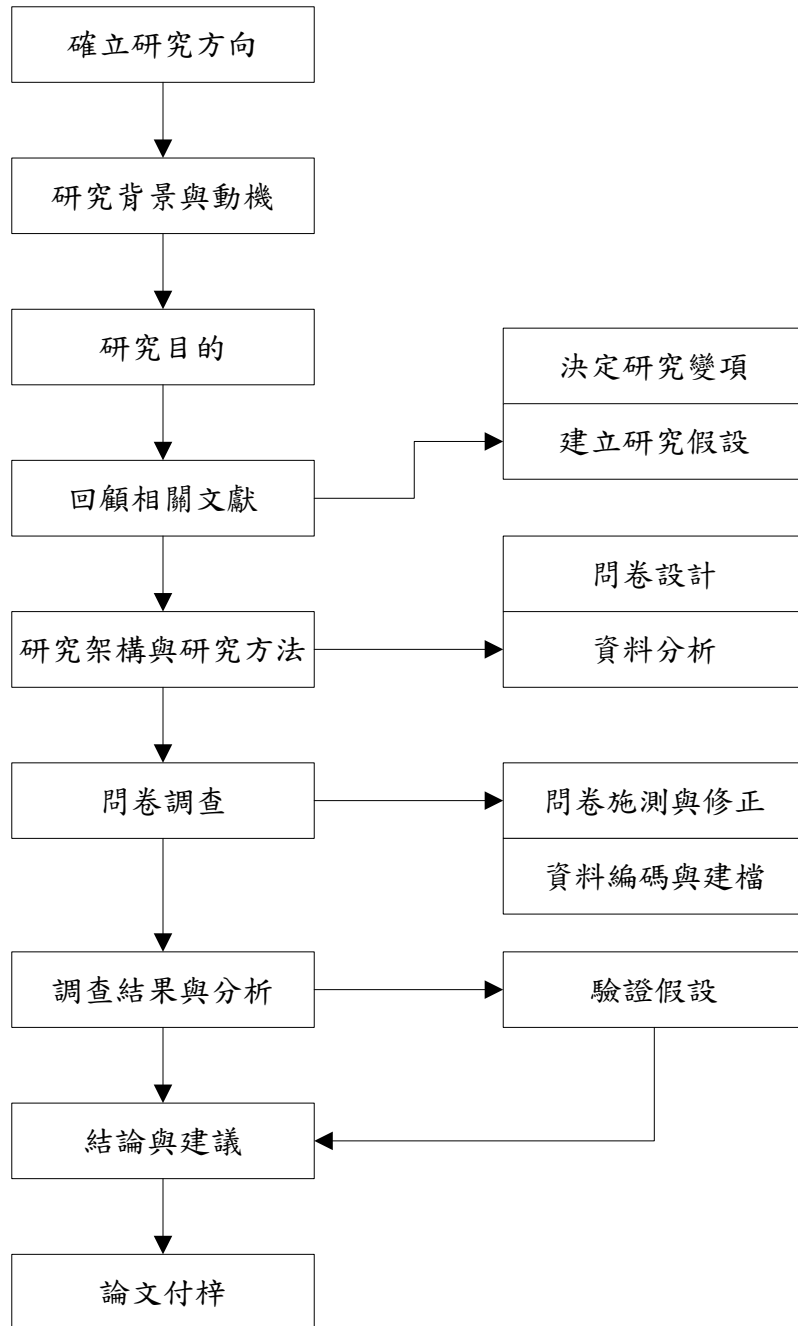 確立研究方向
研究背景與動機
研究目的
決定研究變項
建立研究假設
回顧相關文獻
問卷設計
研究架構與研究方法
資料分析
問卷調查
問卷施測與修正
資料編碼與建檔
調查結果與分析
驗證假設
結論與建議
論文付梓